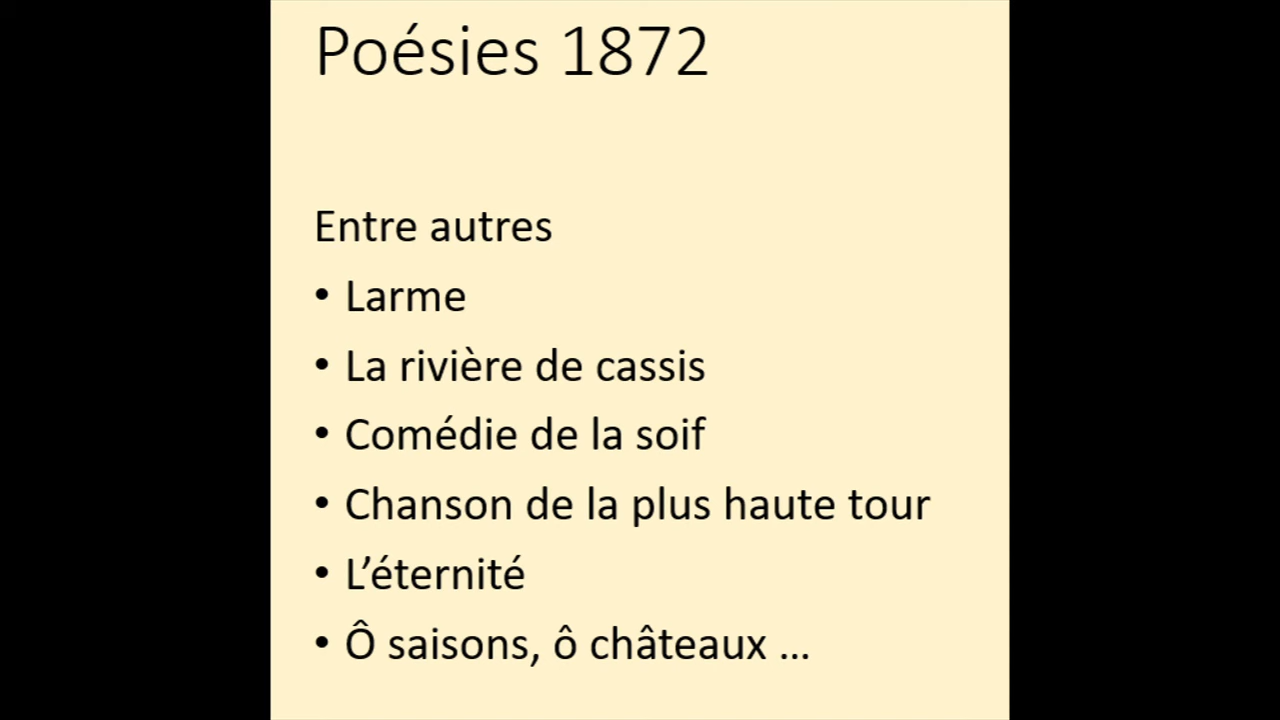 Poésies 1872
Entre autres
• Larme
• La rivière de cassis
• Comédie de la soif
• Chanson de la plus haute tour
• L’éternité
• Ô saisons, ô châteaux ...